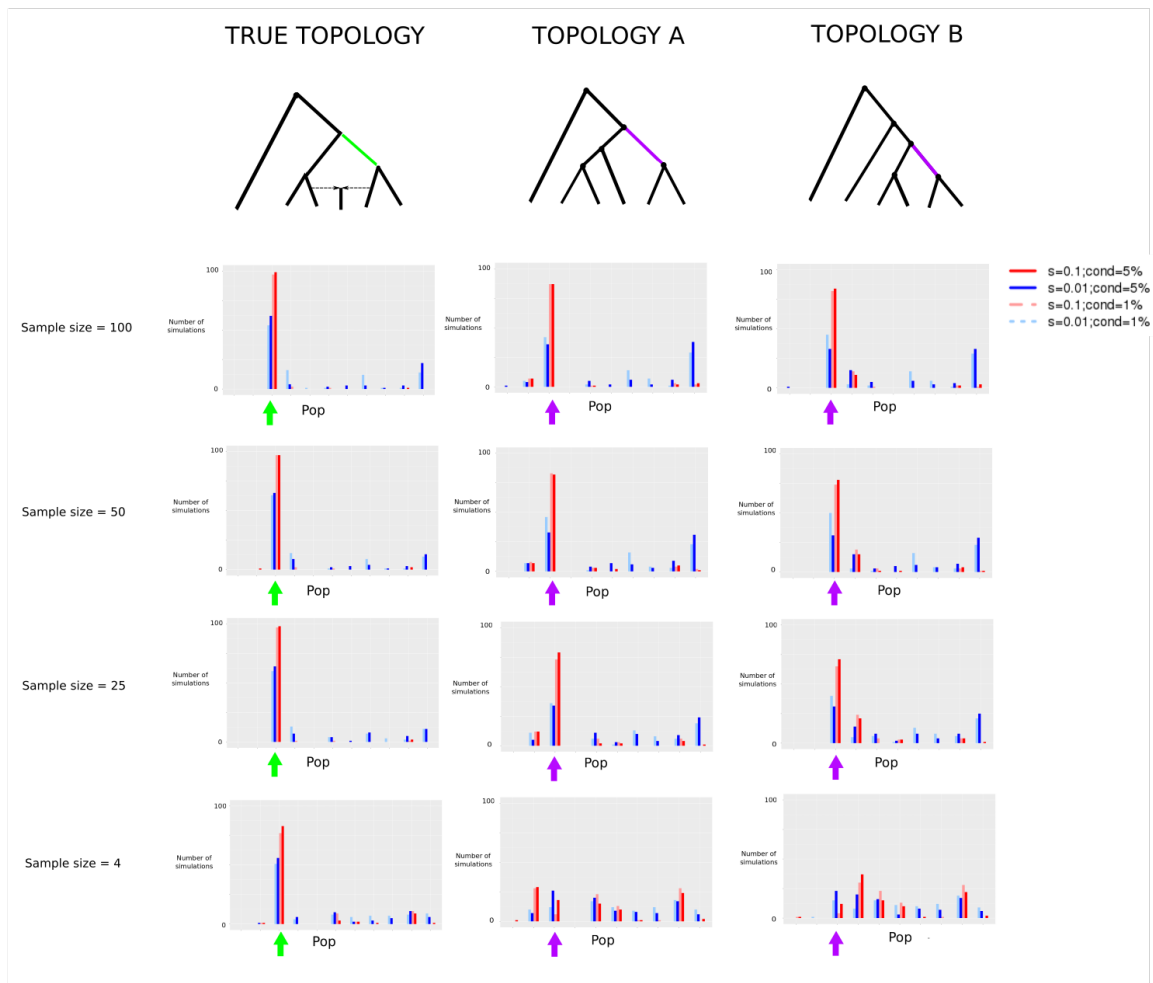 TRUE TOPOLOGY
TOPOLOGY A
TOPOLOGY B
s=0.1;cond=5%
s=0.01;cond=5%
s=0.1;cond=1%
s=0.01;cond=1%
Sample size = 100
100
Number of
simulations
0
Pop
100
Number of
simulations
0
Pop
100
Number of
simulations
0
Pop
Sample size = 50
100
Number of
simulations
0
Pop
100
Number of
simulations
0
Pop
100
Number of
simulations
0
Pop
Sample size = 25
100
Number of
simulations
0
Pop
100
Number of
simulations
0
Pop
100
Number of
simulations
0
Pop
Sample size = 4
100
Number of
simulations
0
Pop
100
Number of
simulations
0
Pop
100
Number of
simulations
0
Pop